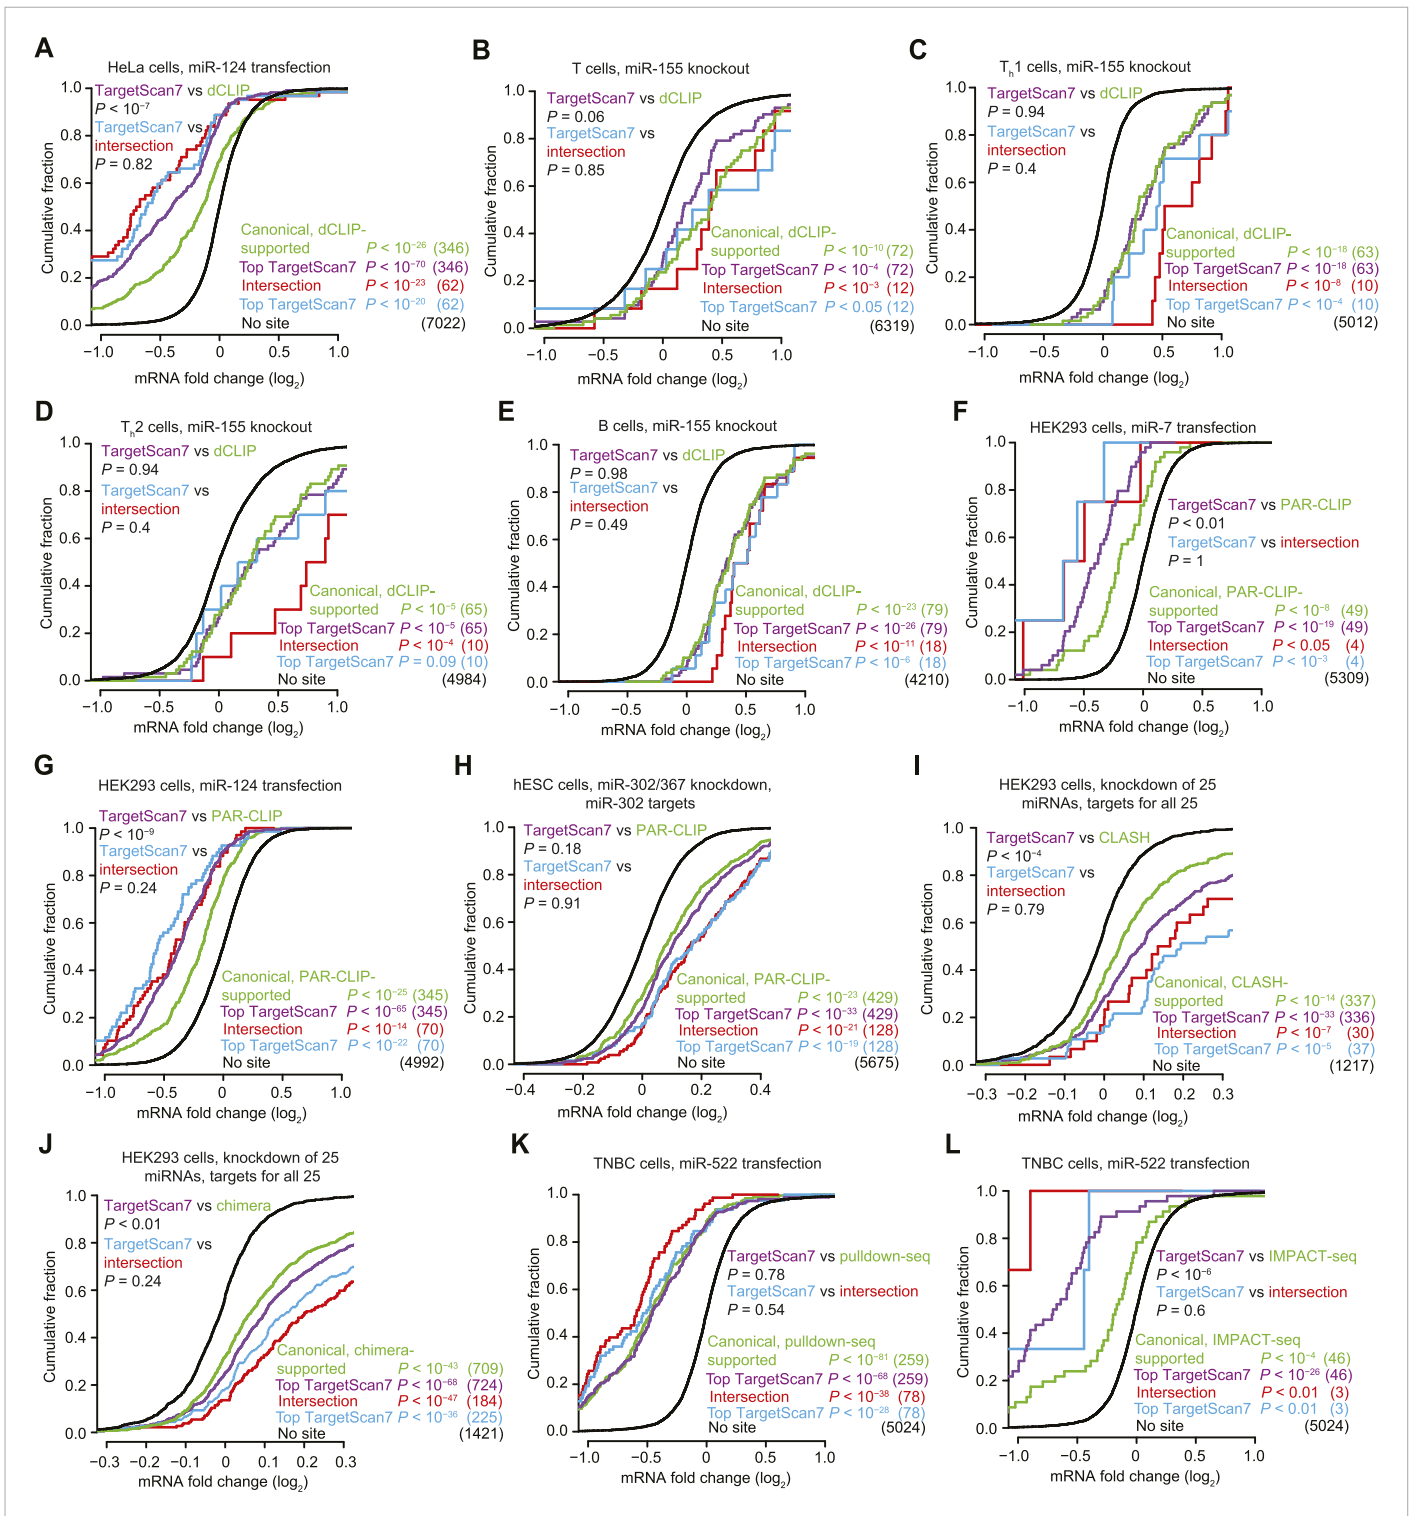 A
HeLa cells, miR-124 transfection
TargetScan7 vs dCLIP
P < 10⁻⁷
TargetScan7 vs
intersection
P = 0.82
Canonical, dCLIP-
supported P < 10⁻²⁶ (346)
Top TargetScan7 P < 10⁻⁷⁰ (346)
Intersection P < 10⁻²³ (62)
Top TargetScan7 P < 10⁻²⁰ (62)
No site (7022)
Cumulative fraction
1.0
0.8
0.6
0.4
0.2
0.0
−1.0 −0.5 0 0.5 1.0
mRNA fold change (log₂)
B
T cells, miR-155 knockout
TargetScan7 vs dCLIP
P = 0.06
TargetScan7 vs
intersection
P = 0.85
Canonical, dCLIP-
supported P < 10⁻¹⁰ (72)
Top TargetScan7 P < 10⁻⁴ (72)
Intersection P < 10⁻³ (12)
Top TargetScan7 P < 0.05 (12)
No site (6319)
Cumulative fraction
1.0
0.8
0.6
0.4
0.2
0.0
−1.0 −0.5 0 0.5 1.0
mRNA fold change (log₂)
C
Tₕ1 cells, miR-155 knockout
TargetScan7 vs dCLIP
P = 0.94
TargetScan7 vs
intersection
P = 0.4
Canonical, dCLIP-
supported P < 10⁻¹⁸ (63)
Top TargetScan7 P < 10⁻¹⁸ (63)
Intersection P < 10⁻⁸ (10)
Top TargetScan7 P < 10⁻⁴ (10)
No site (5012)
Cumulative fraction
1.0
0.8
0.6
0.4
0.2
0.0
−1.0 −0.5 0 0.5 1.0
mRNA fold change (log₂)
D
Tₕ2 cells, miR-155 knockout
TargetScan7 vs dCLIP
P = 0.94
TargetScan7 vs
intersection
P = 0.4
Canonical, dCLIP-
supported P < 10⁻⁵ (65)
Top TargetScan7 P < 10⁻⁵ (65)
Intersection P < 10⁻⁴ (10)
Top TargetScan7 P = 0.09 (10)
No site (4984)
Cumulative fraction
1.0
0.8
0.6
0.4
0.2
0.0
−1.0 −0.5 0 0.5 1.0
mRNA fold change (log₂)
E
B cells, miR-155 knockout
TargetScan7 vs dCLIP
P = 0.98
TargetScan7 vs
intersection
P = 0.49
Canonical, dCLIP-
supported P < 10⁻²³ (79)
Top TargetScan7 P < 10⁻²⁶ (79)
Intersection P < 10⁻¹¹ (18)
Top TargetScan7 P < 10⁻⁶ (18)
No site (4210)
Cumulative fraction
1.0
0.8
0.6
0.4
0.2
0.0
−1.0 −0.5 0 0.5 1.0
mRNA fold change (log₂)
F
HEK293 cells, miR-7 transfection
TargetScan7 vs PAR-CLIP
P < 0.01
TargetScan7 vs intersection
P = 1
Canonical, PAR-CLIP-
supported P < 10⁻⁸ (49)
Top TargetScan7 P < 10⁻¹⁹ (49)
Intersection P < 0.05 (4)
Top TargetScan7 P < 10⁻³ (4)
No site (5309)
Cumulative fraction
1.0
0.8
0.6
0.4
0.2
0.0
−1.0 −0.5 0 0.5 1.0
mRNA fold change (log₂)
G
HEK293 cells, miR-124 transfection
TargetScan7 vs PAR-CLIP
P < 10⁻⁹
TargetScan7 vs
intersection
P = 0.24
Canonical, PAR-CLIP-
supported P < 10⁻²⁵ (345)
Top TargetScan7 P < 10⁻⁶⁵ (345)
Intersection P < 10⁻¹⁴ (70)
Top TargetScan7 P < 10⁻²² (70)
No site (4992)
Cumulative fraction
1.0
0.8
0.6
0.4
0.2
0.0
−1.0 −0.5 0 0.5 1.0
mRNA fold change (log₂)
H
hESC cells, miR-302/367 knockdown,
miR-302 targets
TargetScan7 vs PAR-CLIP
P = 0.18
TargetScan7 vs
intersection
P = 0.91
Canonical, PAR-CLIP-
supported P < 10⁻²³ (429)
Top TargetScan7 P < 10⁻³³ (429)
Intersection P < 10⁻²¹ (128)
Top TargetScan7 P < 10⁻¹⁹ (128)
No site (5675)
Cumulative fraction
1.0
0.8
0.6
0.4
0.2
0.0
−0.4 −0.2 0 0.2 0.4
mRNA fold change (log₂)
I
HEK293 cells, knockdown of 25
miRNAs, targets for all 25
TargetScan7 vs CLASH
P < 10⁻⁴
TargetScan7 vs
intersection
P = 0.79
Canonical, CLASH-
supported P < 10⁻¹⁴ (337)
Top TargetScan7 P < 10⁻³³ (336)
Intersection P < 10⁻⁷ (30)
Top TargetScan7 P < 10⁻⁵ (37)
No site (1217)
Cumulative fraction
1.0
0.8
0.6
0.4
0.2
0.0
−0.3 −0.2 −0.1 0 0.1 0.2 0.3
mRNA fold change (log₂)
J
HEK293 cells, knockdown of 25
miRNAs, targets for all 25
TargetScan7 vs chimera
P < 0.01
TargetScan7 vs
intersection
P = 0.24
Canonical, chimera-
supported P < 10⁻⁴³ (709)
Top TargetScan7 P < 10⁻⁶⁸ (724)
Intersection P < 10⁻⁴⁷ (184)
Top TargetScan7 P < 10⁻³⁶ (225)
No site (1421)
Cumulative fraction
1.0
0.8
0.6
0.4
0.2
0.0
−0.3 −0.2 −0.1 0 0.1 0.2 0.3
mRNA fold change (log₂)
K
TNBC cells, miR-522 transfection
TargetScan7 vs pulldown-seq
P = 0.78
TargetScan7 vs intersection
P = 0.54
Canonical, pulldown-seq
supported P < 10⁻⁸¹ (259)
Top TargetScan7 P < 10⁻⁶⁸ (259)
Intersection P < 10⁻³⁸ (78)
Top TargetScan7 P < 10⁻²⁸ (78)
No site (5024)
Cumulative fraction
1.0
0.8
0.6
0.4
0.2
0.0
−1.0 −0.5 0 0.5 1.0
mRNA fold change (log₂)
L
TNBC cells, miR-522 transfection
TargetScan7 vs IMPACT-seq
P < 10⁻⁶
TargetScan7 vs intersection
P = 0.6
Canonical, IMPACT-seq
supported P < 10⁻⁴ (46)
Top TargetScan7 P < 10⁻²⁶ (46)
Intersection P < 0.01 (3)
Top TargetScan7 P < 0.01 (3)
No site (5024)
Cumulative fraction
1.0
0.8
0.6
0.4
0.2
0.0
−1.0 −0.5 0 0.5 1.0
mRNA fold change (log₂)